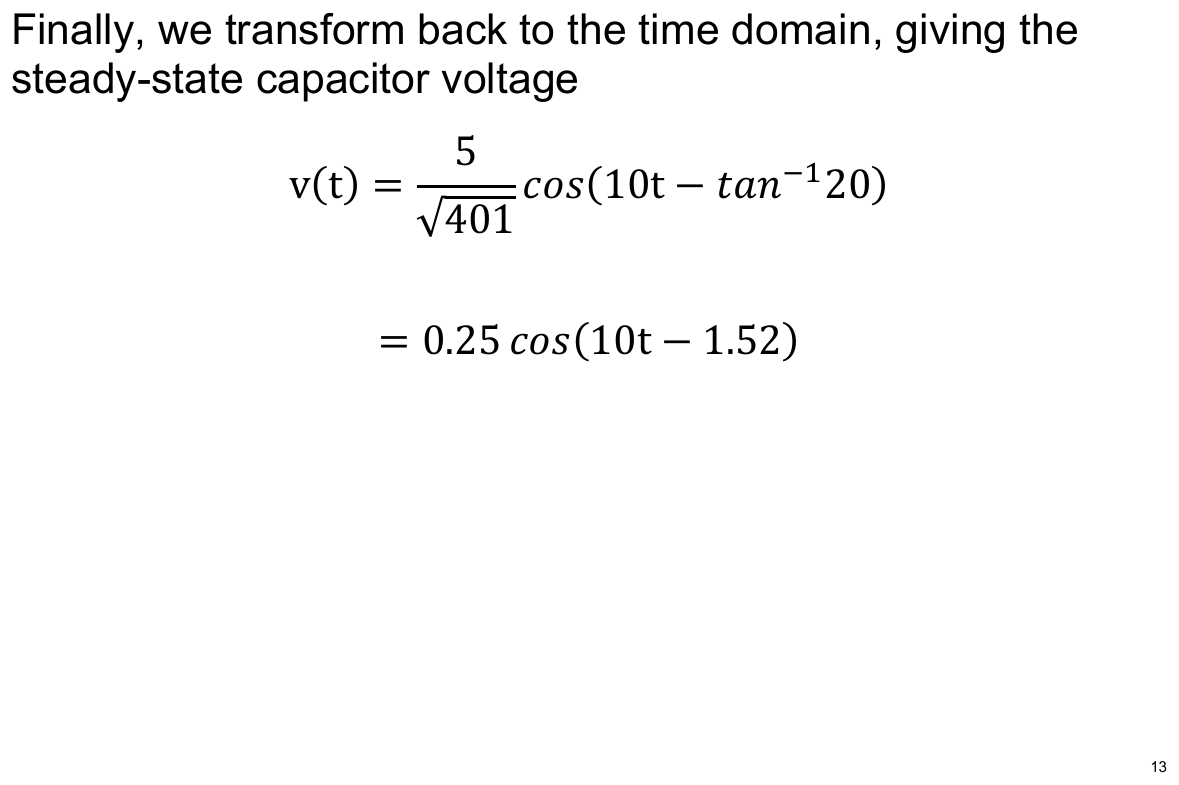 Finally, we transform back to the time domain, giving the
steady-state capacitor voltage
v(t) = 5/√401 cos(10t − tan⁻¹20)
= 0.25 cos(10t − 1.52)
13